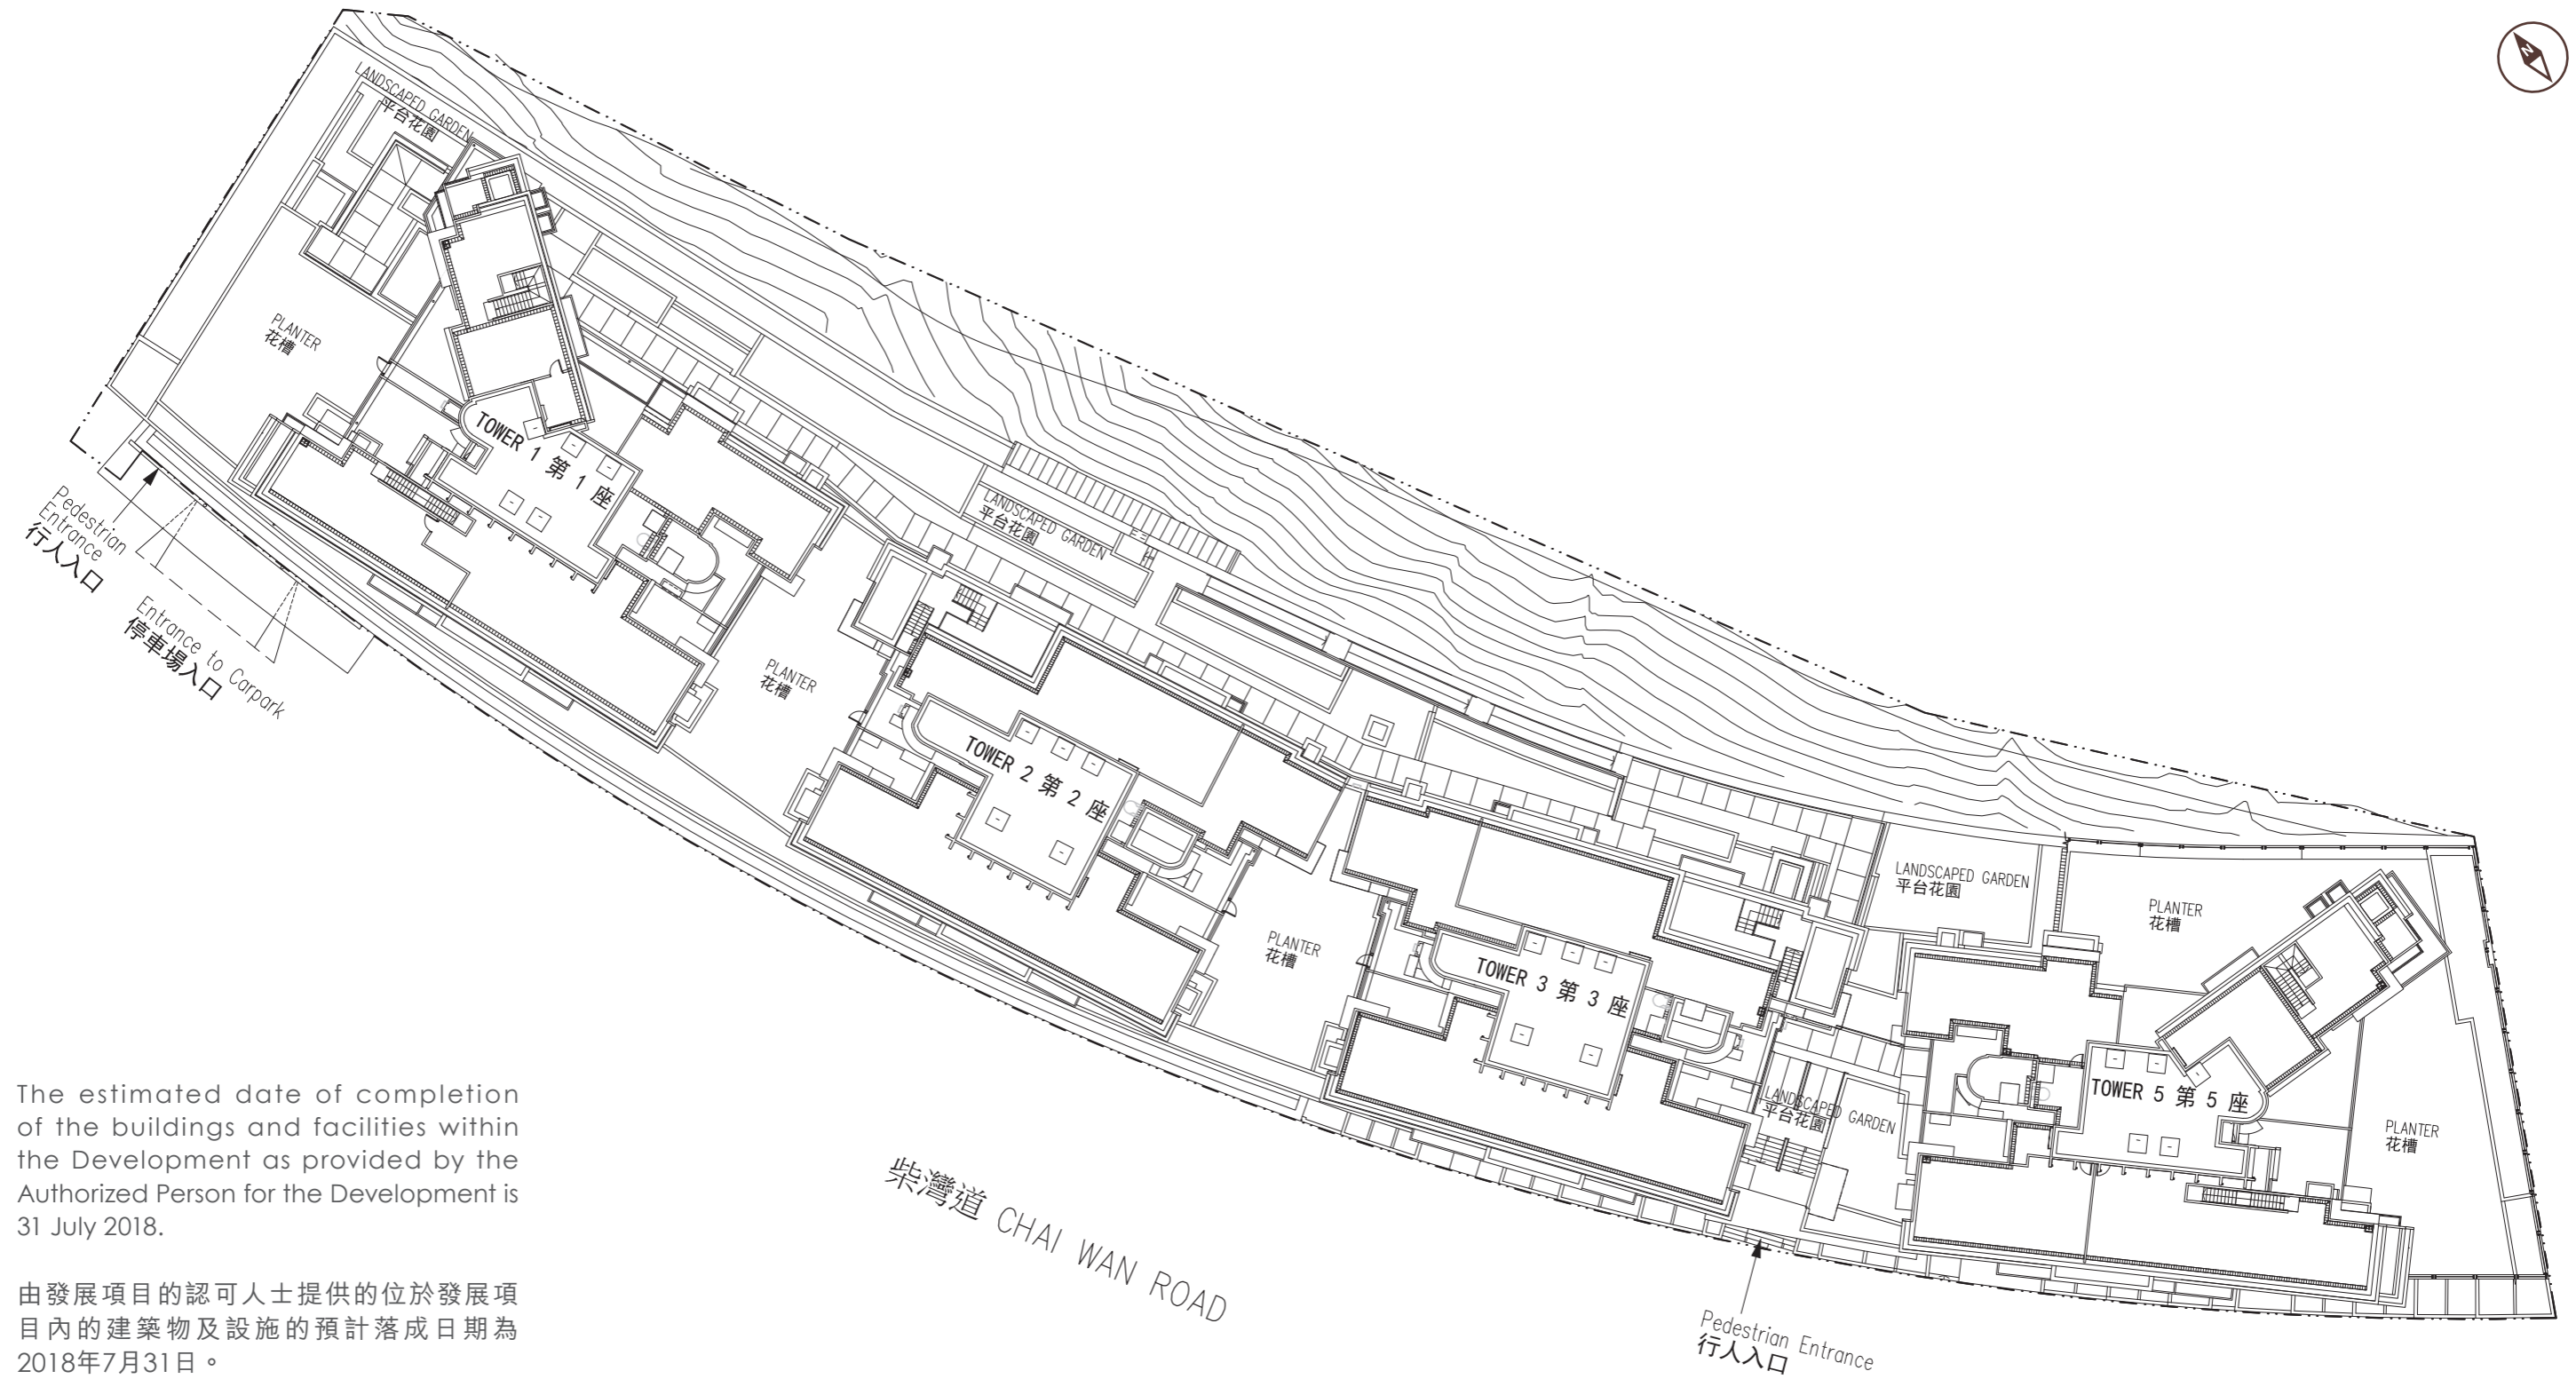 N
LANDSCAPED GARDEN
平台花園
PLANTER
花槽
TOWER 1 第 1 座
Pedestrian
Entrance
行人入口
Entrance to Carpark
停車場入口
LANDSCAPED GARDEN
平台花園
PLANTER
花槽
TOWER 2 第 2 座
PLANTER
花槽
TOWER 3 第 3 座
LANDSCAPED GARDEN
平台花園
PLANTER
花槽
LANDSCAPED GARDEN
平台花園
TOWER 5 第 5 座
PLANTER
花槽
柴灣道 CHAI WAN ROAD
Pedestrian Entrance
行人入口
The estimated date of completion
of the buildings and facilities within
the Development as provided by the
Authorized Person for the Development is
31 July 2018.
由發展項目的認可人士提供的位於發展項
目內的建築物及設施的預計落成日期為
2018年7月31日。